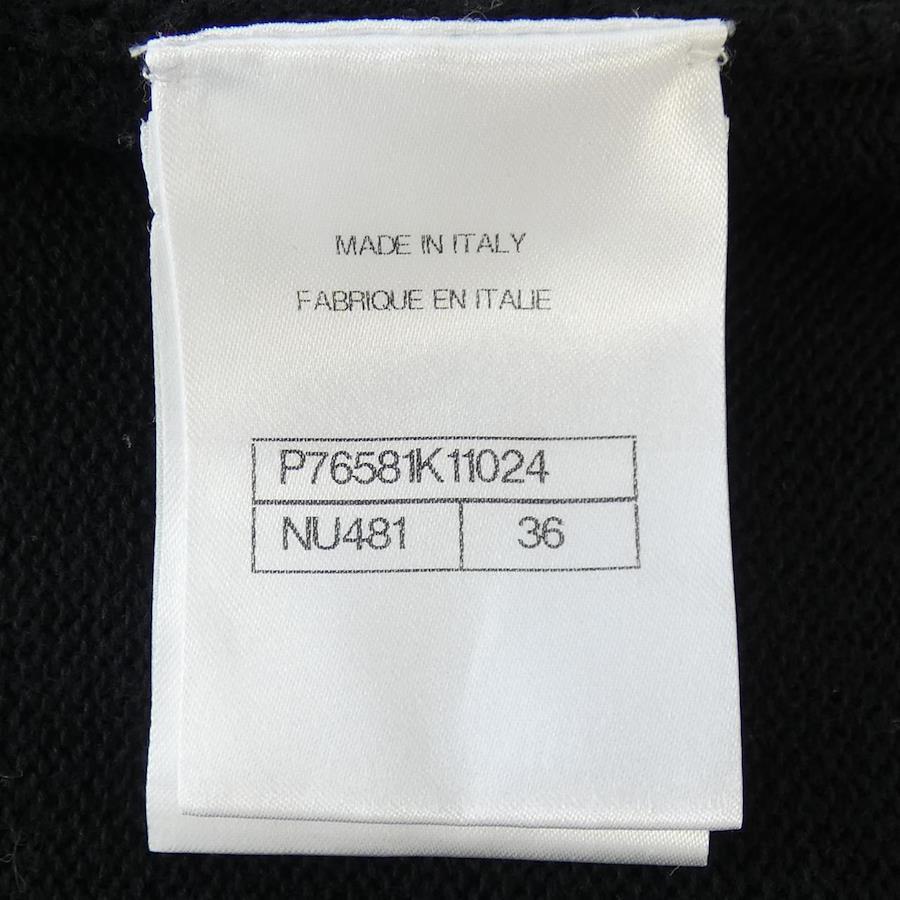 MADE IN ITALY
FABRIQUE EN ITALIE
P76581K11024
NU481 36